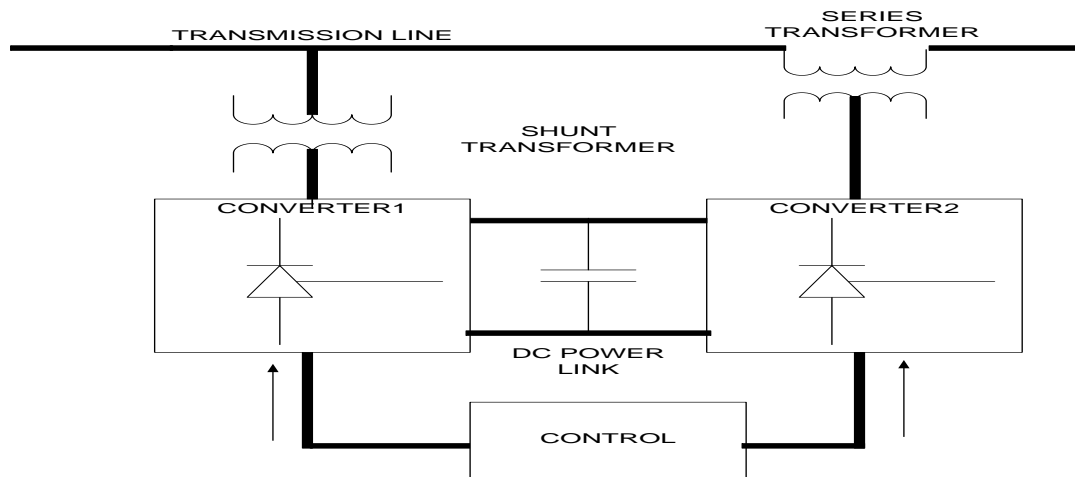 TRANSMISSION LINE
SERIES
TRANSFORMER
SHUNT
TRANSFORMER
CONVERTER1
CONVERTER2
DC POWER
LINK
CONTROL